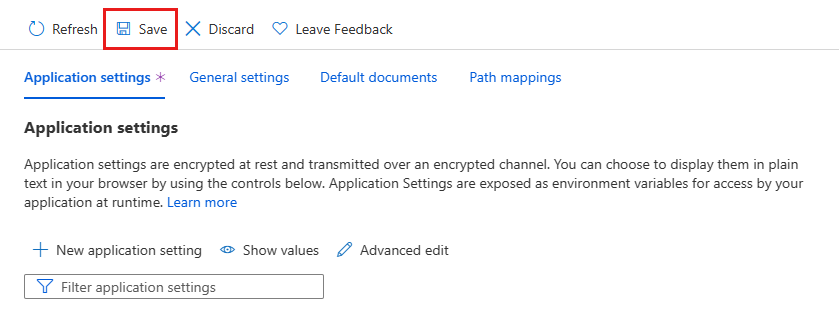 Refresh Save Discard Leave Feedback
Application settings * General settings Default documents Path mappings
Application settings
Application settings are encrypted at rest and transmitted over an encrypted channel. You can choose to display them in plain
text in your browser by using the controls below. Application Settings are exposed as environment variables for access by your
application at runtime. Learn more
New application setting Show values Advanced edit
Filter application settings